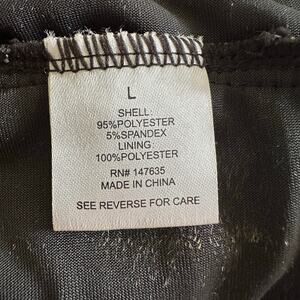 L
SHELL:
95%POLYESTER
5%SPANDEX
LINING:
100%POLYESTER
RN# 147635
MADE IN CHINA
SEE REVERSE FOR CARE